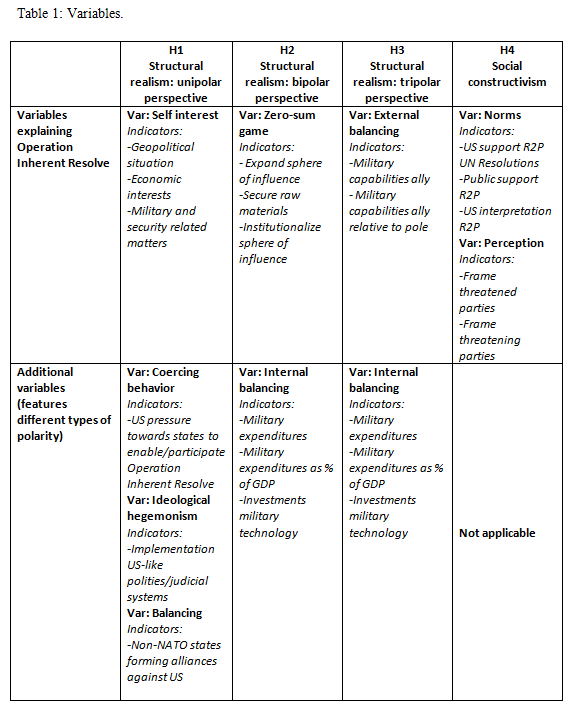 Table 1: Variables.
H1
Structural
realism: unipolar
perspective
H2
Structural
realism: bipolar
perspective
H3
Structural
realism: tripolar
perspective
H4
Social
constructivism
Variables
explaining
Operation
Inherent Resolve
Var: Self interest
Indicators:
-Geopolitical
situation
-Economic
interests
-Military and
security related
matters
Var: Zero-sum
game
Indicators:
- Expand sphere
of influence
-Secure raw
materials
-Institutionalize
sphere of
influence
Var: External
balancing
Indicators:
-Military
capabilities ally
- Military
capabilities ally
relative to pole
Var: Norms
Indicators:
-US support R2P
UN Resolutions
-Public support
R2P
-US interpretation
R2P
Var: Perception
Indicators:
-Frame
threatened
parties
-Frame
threatening
parties
Additional
variables
(features
different types of
polarity)
Var: Coercing
behavior
Indicators:
-US pressure
towards states to
enable/participate
Operation
Inherent Resolve
Var: Ideological
hegemonism
Indicators:
-Implementation
US-like
polities/judicial
systems
Var: Balancing
Indicators:
-Non-NATO states
forming alliances
against US
Var: Internal
balancing
Indicators:
-Military
expenditures
-Military
expenditures as %
of GDP
-Investments
military
technology
Var: Internal
balancing
Indicators:
-Military
expenditures
-Military
expenditures as %
of GDP
-Investments
military
technology
Not applicable